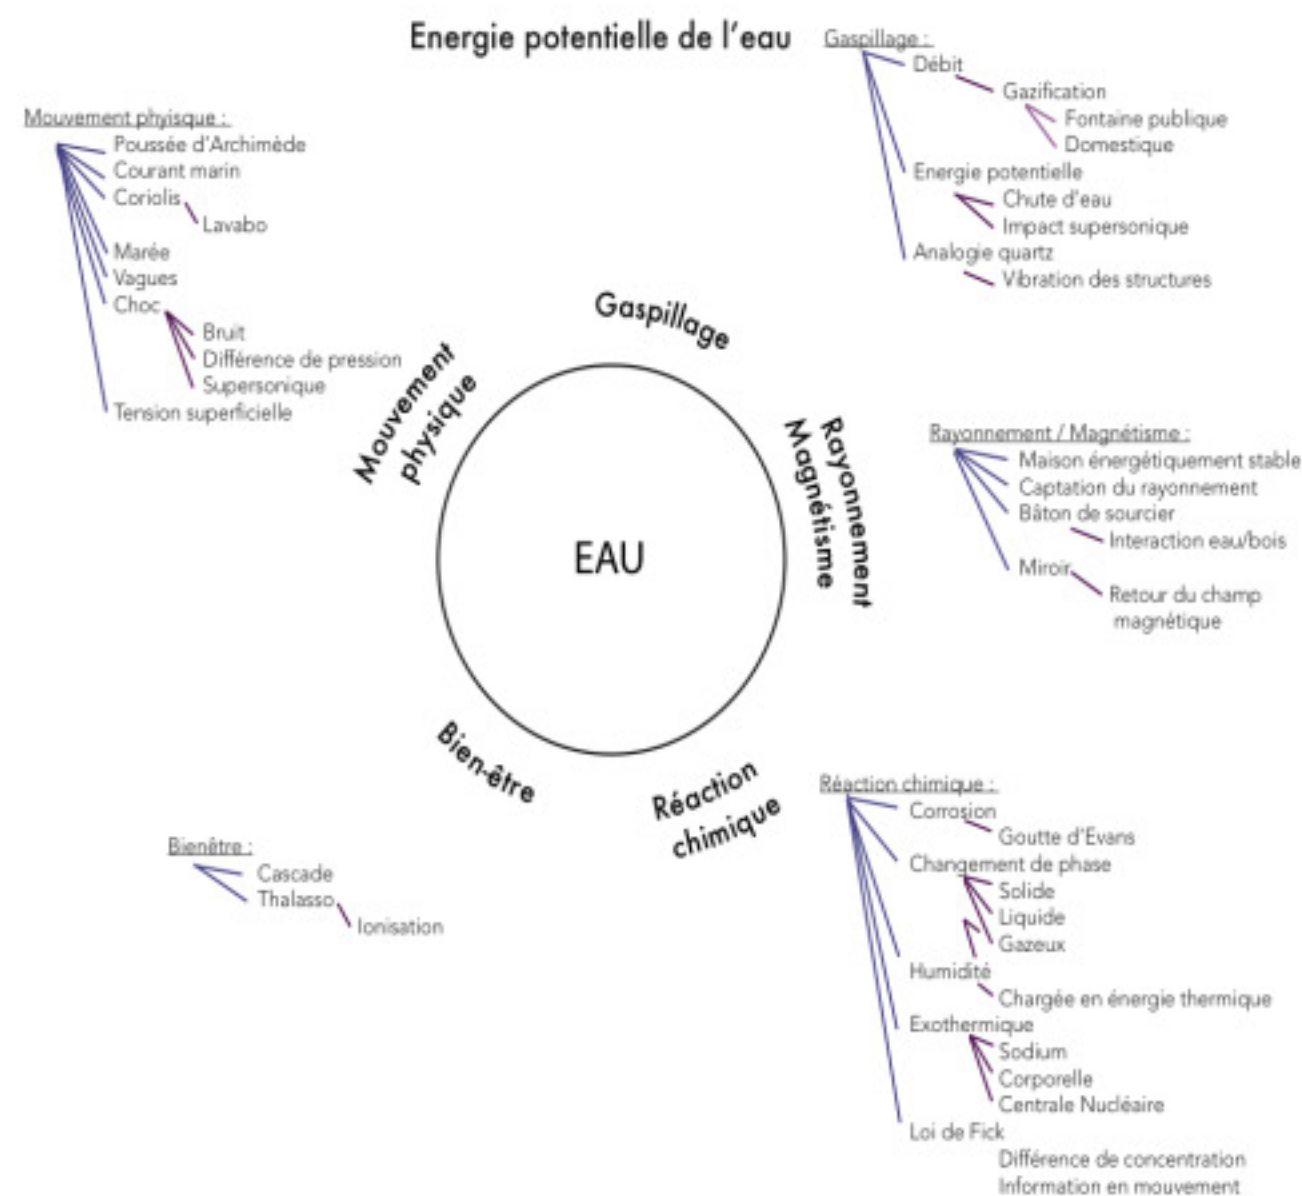 Energie potentielle de l'eau
Gaspillage :
Débit
Gazification
Fontaine publique
Domestique
Energie potentielle
Chute d'eau
Impact supersonique
Analogie quartz
Vibration des structures
Mouvement phyisque :
Poussée d'Archimède
Courant marin
Coriolis
Lavabo
Marée
Vagues
Choc
Bruit
Différence de pression
Supersonique
Tension superficielle
Gaspillage
Mouvement
physique
Rayonnement
Magnétisme
EAU
Bien-être
Réaction
chimique
Rayonnement / Magnétisme :
Maison énergétiquement stable
Captation du rayonnement
Bâton de sourcier
Interaction eau/bois
Miroir
Retour du champ
magnétique
Bienêtre :
Cascade
Thalasso
Ionisation
Réaction chimique :
Corrosion
Goutte d'Evans
Changement de phase
Solide
Liquide
Gazeux
Humidité
Chargée en énergie thermique
Exothermique
Sodium
Corporelle
Centrale Nucléaire
Loi de Fick
Différence de concentration
Information en mouvement